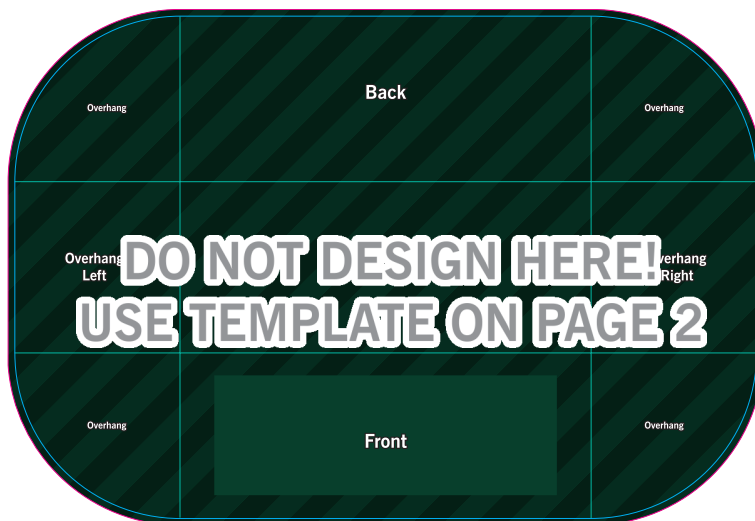 Back
Overhang
Overhang
Overhang
Left
DO NOT DESIGN HERE!
verhang
Right
USE TEMPLATE ON PAGE 2
Overhang
Front
Overhang